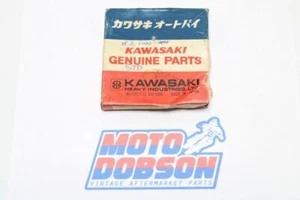 カワサキ オートバイ
KAWASAKI
GENUINE PARTS
STD
KAWASAKI
HEAVY INDUSTRIES, LTD.
MOTO
DOBSON
VINTAGE AFTERMARKET PARTS